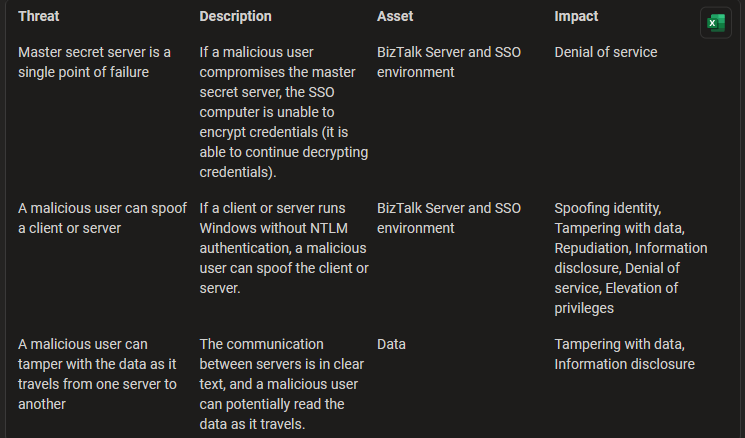 Threat Description Asset Impact
Master secret server is a
single point of failure
If a malicious user
compromises the master
secret server, the SSO
computer is unable to
encrypt credentials (it is
able to continue decrypting
credentials).
BizTalk Server and SSO
environment
Denial of service
A malicious user can spoof
a client or server
If a client or server runs
Windows without NTLM
authentication, a malicious
user can spoof the client or
server.
BizTalk Server and SSO
environment
Spoofing identity,
Tampering with data,
Repudiation, Information
disclosure, Denial of
service, Elevation of
privileges
A malicious user can
tamper with the data as it
travels from one server to
another
The communication
between servers is in clear
text, and a malicious user
can potentially read the
data as it travels.
Data
Tampering with data,
Information disclosure